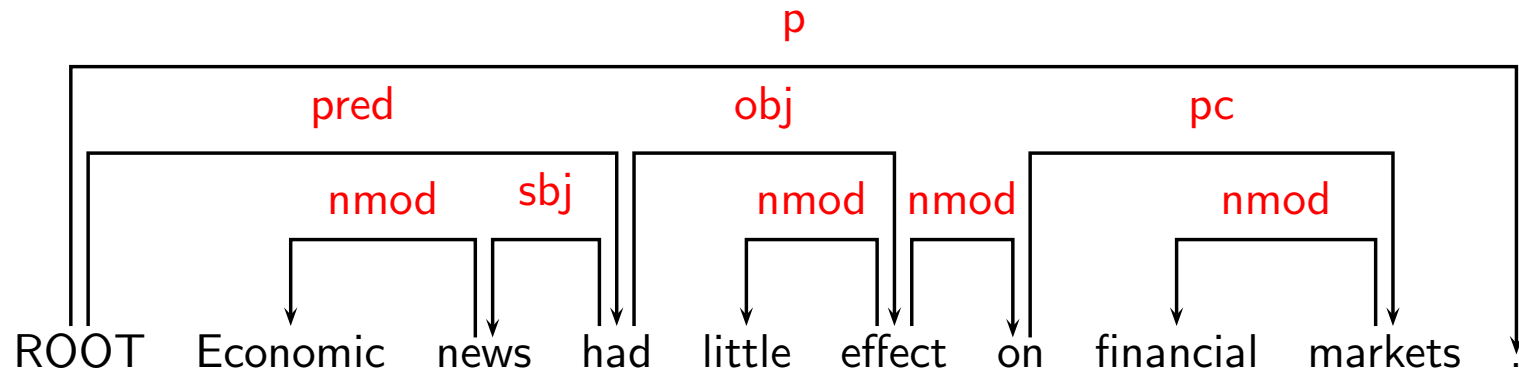 p
pred obj pc
nmod sbj nmod nmod nmod
ROOT Economic news had little effect on financial markets .